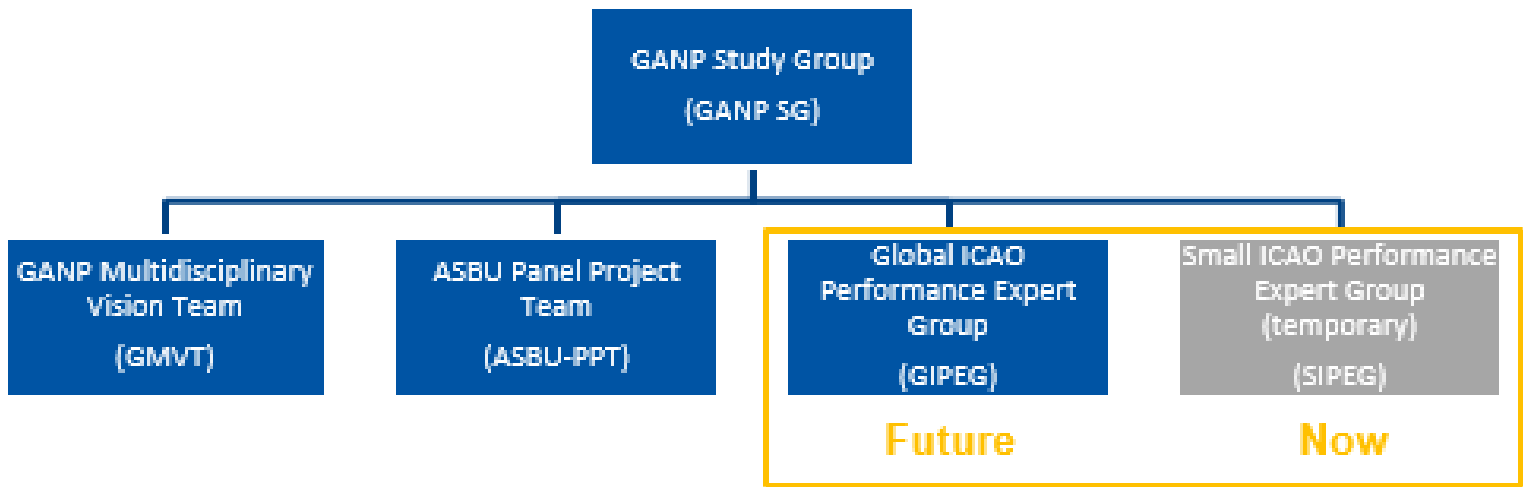 GANP Study Group
(GANP SG)
GANP Multidisciplinary
Vision Team
(GMVT)
ASBU Panel Project
Team
(ASBU-PPT)
Global ICAO
Performance Expert
Group
(GIPEG)
Future
Small ICAO Performance
Expert Group
(temporary)
(SIPEG)
Now